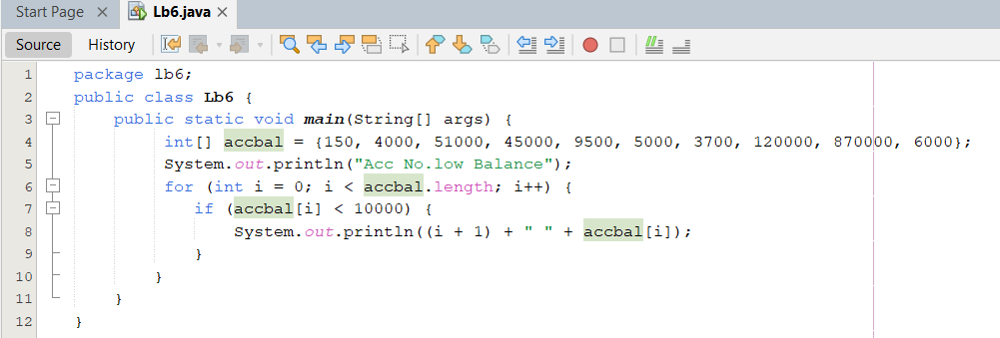 Start Page Lb6.java
Source History
1 package lb6;
2 public class Lb6 {
3 public static void main(String[] args) {
4 int[] accbal = {150, 4000, 51000, 45000, 9500, 5000, 3700, 120000, 870000, 6000};
5 System.out.println("Acc No.low Balance");
6 for (int i = 0; i < accbal.length; i++) {
7 if (accbal[i] < 10000) {
8 System.out.println((i + 1) + " " + accbal[i]);
9 }
10 }
11 }
12 }